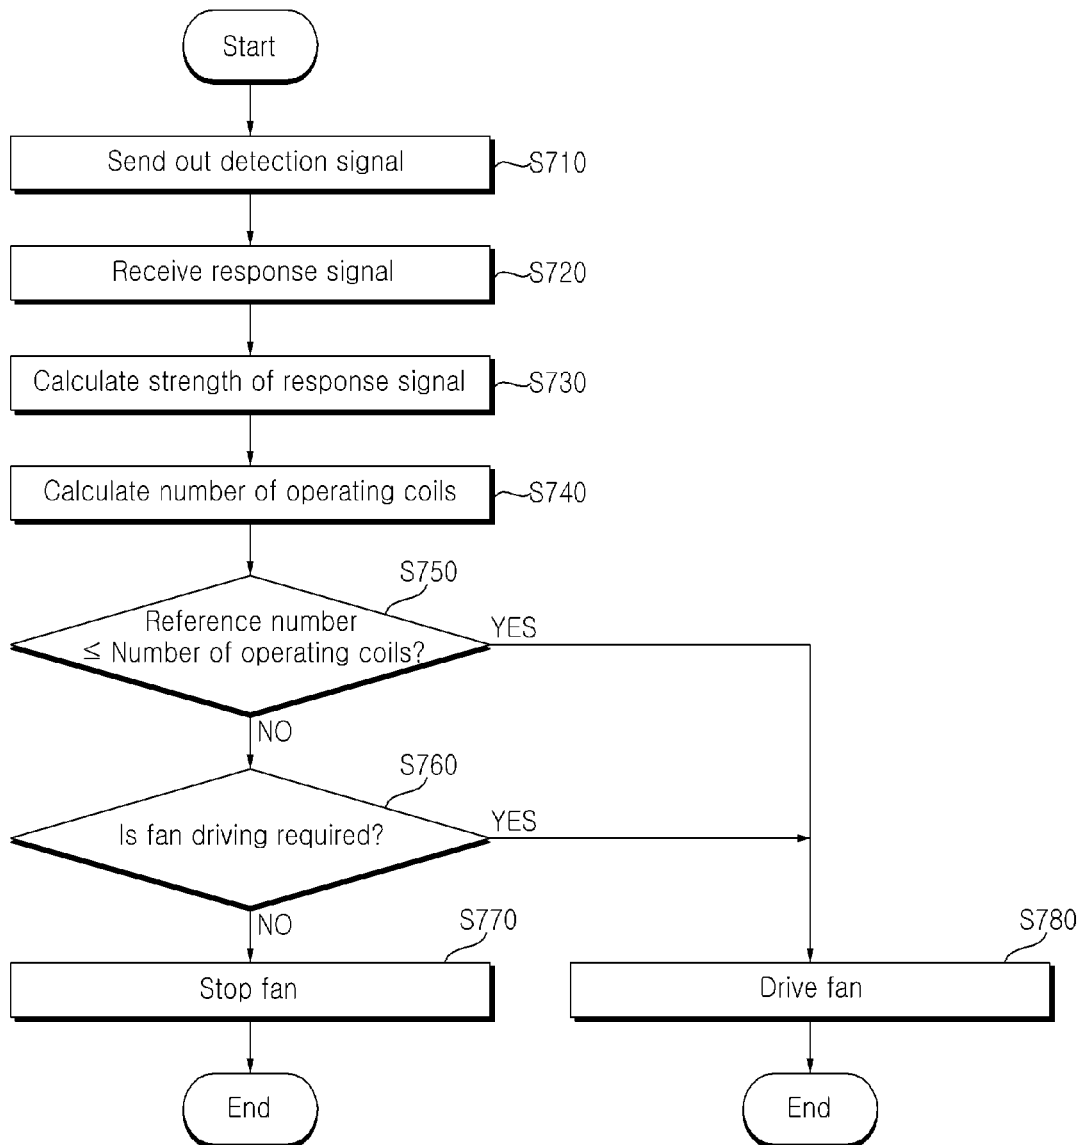 Start
Send out detection signal
S710
Receive response signal
S720
Calculate strength of response signal
S730
Calculate number of operating coils
S740
S750
Reference number
≤ Number of operating coils?
YES
NO
S760
Is fan driving required?
YES
NO
S770
Stop fan
S780
Drive fan
End
End